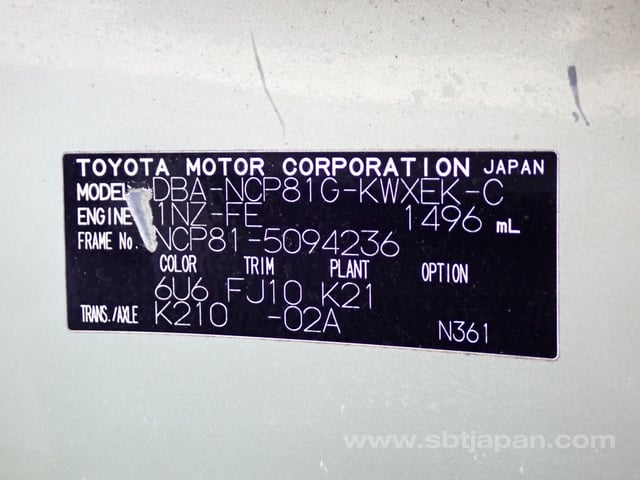 TOYOTA MOTOR CORPORATION JAPAN
MODEL DBA-NCP81G-KWXEK-C
ENGINE 1NZ-FE 1496 mL
FRAME No. NCP81-5094236
COLOR TRIM PLANT OPTION
6U6 FJ10 K21
TRANS./AXLE K210 -02A N361
www.sbtjapan.com